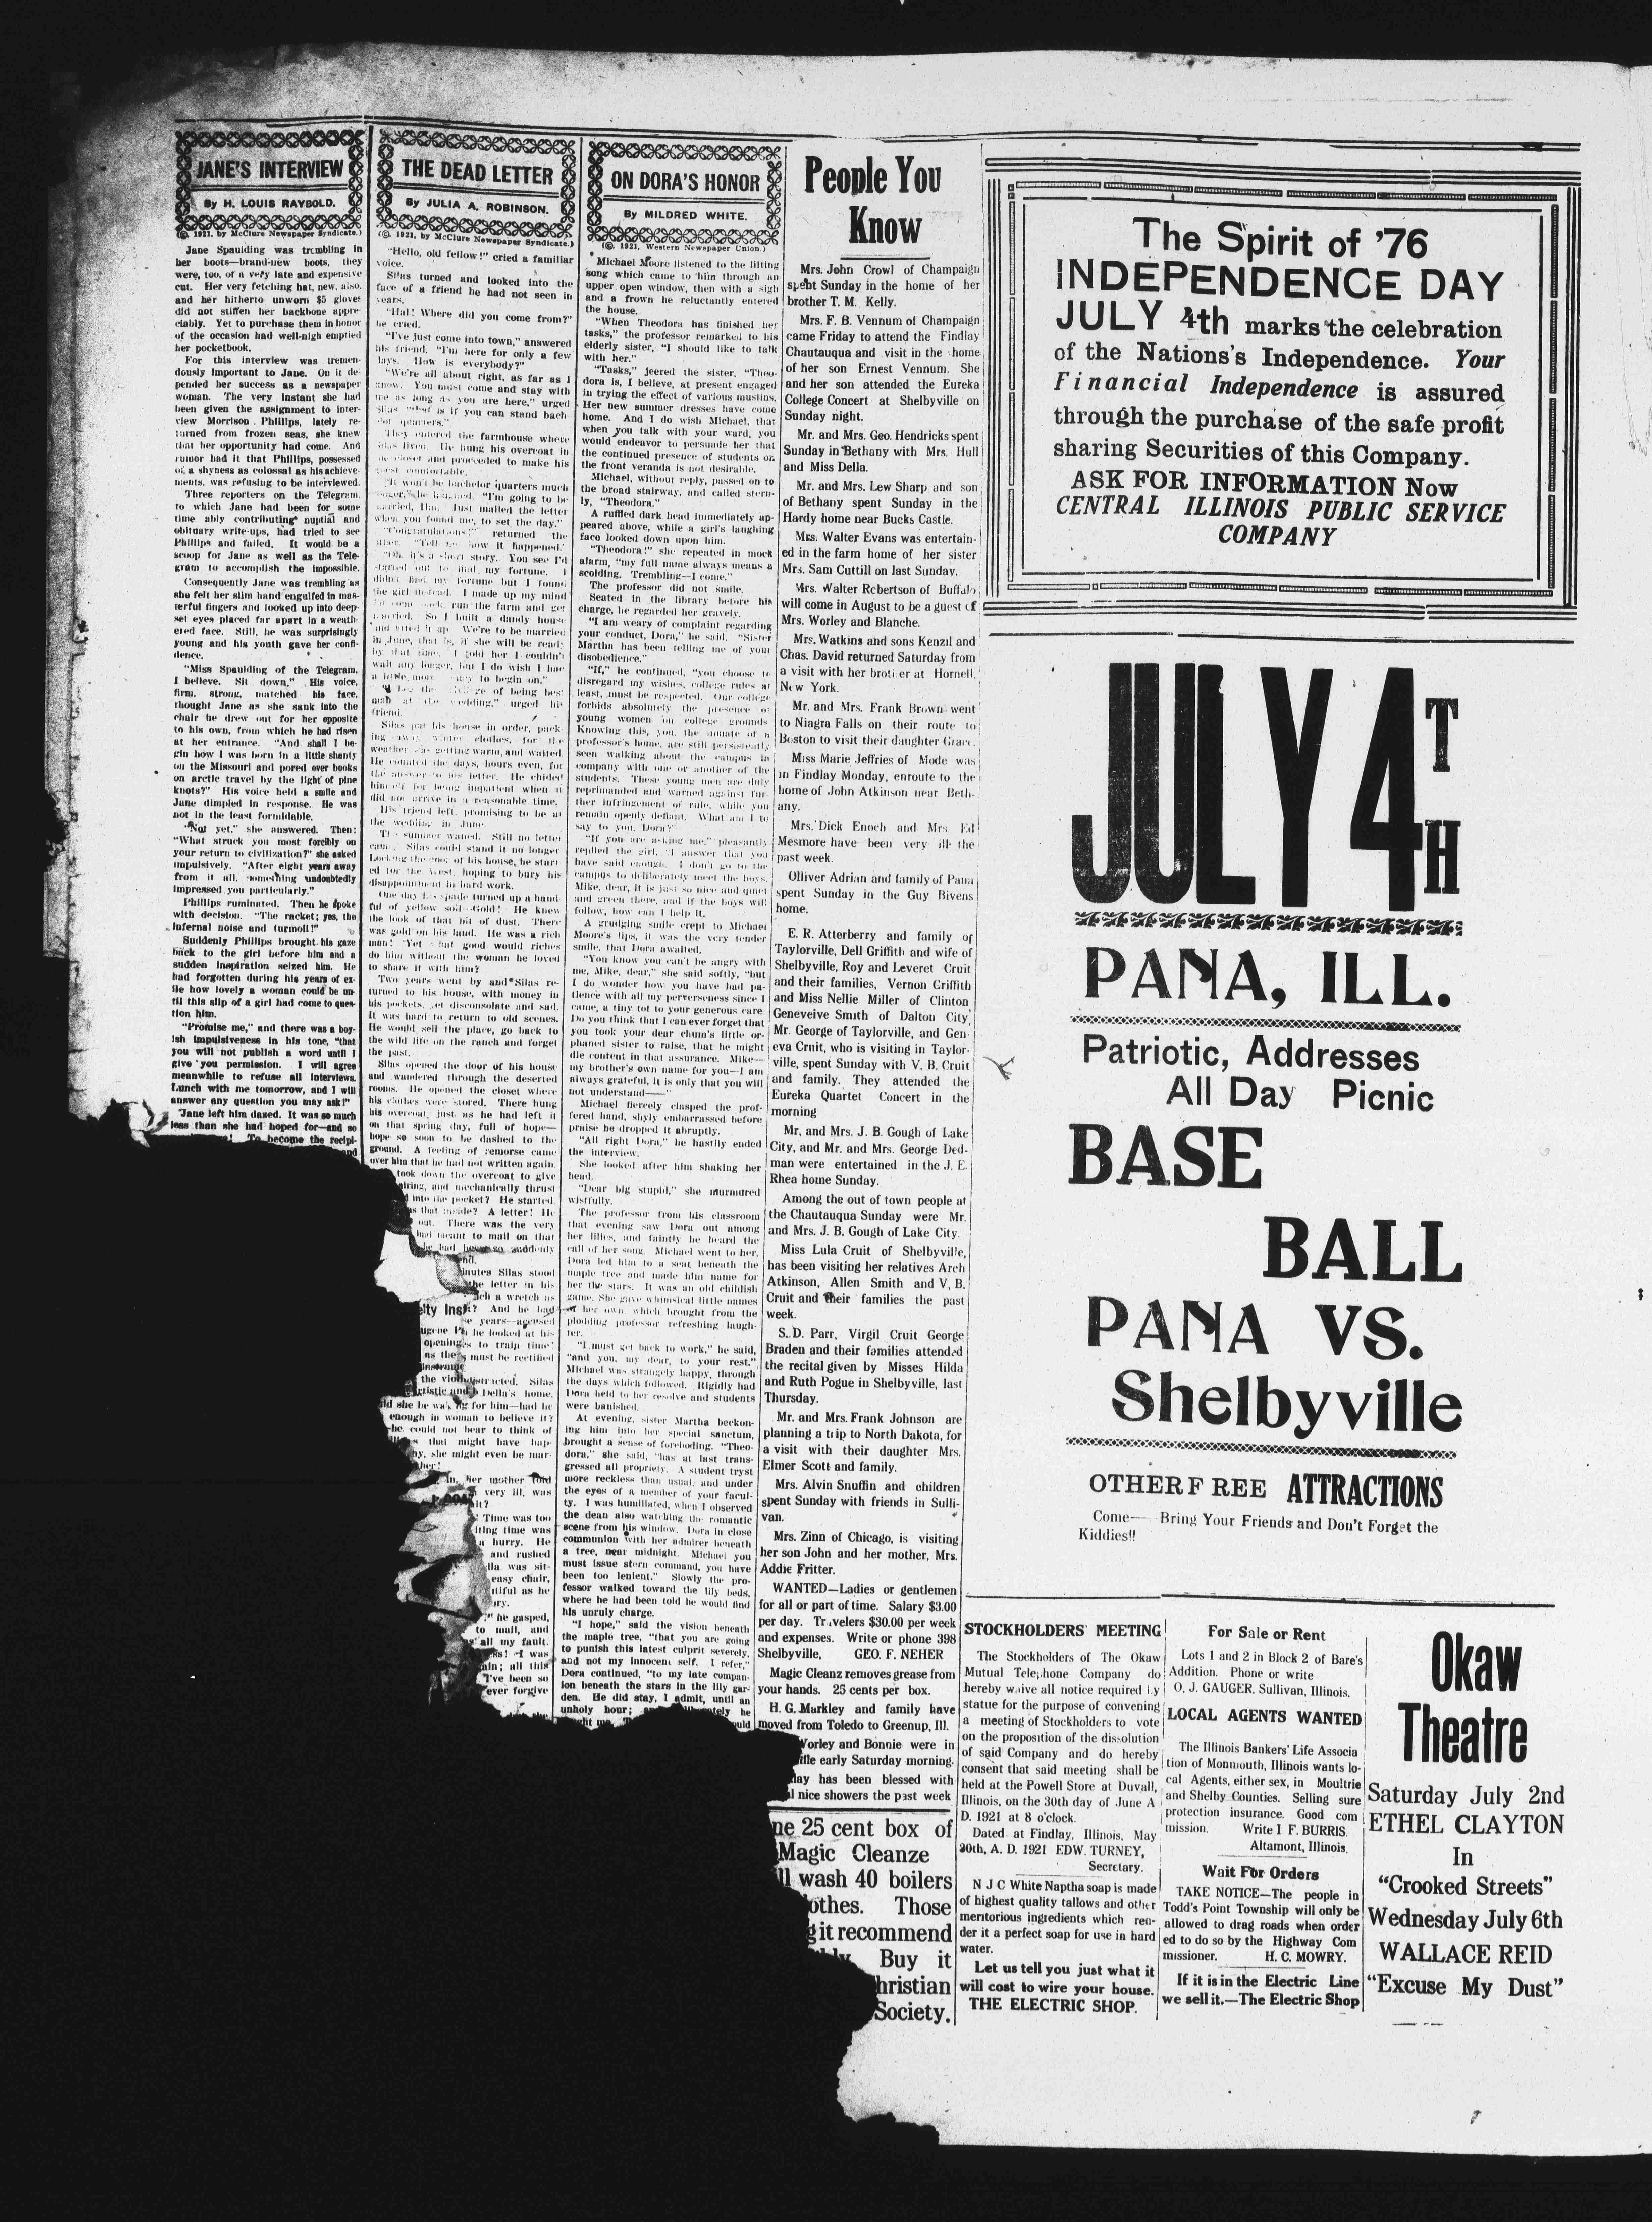 JANE'S INTERVIEW
By H. LOUIS RAYBOLD.
(©, 1921, by McClure Newspaper Syndicate.)
Jane Spaulding was trembling in
her boots—brand-new boots, they
were, too, of a very late and expensive
cut. Her very fetching hat, new, also,
and her hitherto unworn $5 gloves
did not stiffen her backbone appre-
ciably. Yet to purchase them in honor
of the occasion had well-nigh emptied
her pocketbook.
For this interview was tremen-
dously important to Jane. On it de-
pended her success as a newspaper
woman. The very instant she had
been given the assignment to inter-
view Morrison Phillips, lately re-
turned from frozen seas, she knew
that her opportunity had come. And
rumor had it that Phillips, possessed
of a shyness as colossal as his achieve-
ments, was refusing to be interviewed.
Three reporters on the Telegram,
to which Jane had been for some
time ably contributing nuptial and
obituary write-ups, had tried to see
Phillips and failed. It would be a
scoop for Jane as well as the Tele-
gram to accomplish the impossible.
Consequently Jane was trembling as
she felt her slim hand engulfed in mas-
terful fingers and looked up into deep-
set eyes placed far apart in a weath-
ered face. Still, he was surprisingly
young and his youth gave her confi-
dence.
"Miss Spaulding of the Telegram,
I believe. Sit down," His voice,
firm, strong, matched his face,
thought Jane as she sank into the
chair he drew out for her opposite
to his own, from which he had risen
at her entrance. "And shall I be-
gin how I was born in a little shanty
on the Missouri and pored over books
on arctic travel by the light of pine
knots?" His voice held a smile and
Jane dimpled in response. He was
not in the least formidable.
"Not yet," she answered. Then:
"What struck you most forcibly on
your return to civilization?" she asked
impulsively. "After eight years away
from it all, something undoubtedly
impressed you particularly."
Phillips ruminated. Then he spoke
with decision. "The racket; yes, the
infernal noise and turmoil!"
Suddenly Phillips brought his gaze
back to the girl before him and a
sudden inspiration seized him. He
had forgotten during his years of ex-
ile how lovely a woman could be un-
til this slip of a girl had come to ques-
tion him.
"Promise me," and there was a boy-
ish impulsiveness in his tone, "that
you will not publish a word until I
give you permission. I will agree
meanwhile to refuse all interviews.
Lunch with me tomorrow, and I will
answer any question you may ask!"
Jane left him dazed. It was so much
less than she had hoped for—and so
To become the recipi-
and
THE DEAD LETTER
By JULIA A. ROBINSON.
(©, 1921, by McClure Newspaper Syndicate.)
"Hello, old fellow!" cried a familiar
voice.
Silas turned and looked into the
face of a friend he had not seen in
years.
"Hal! Where did you come from?"
he cried.
"I've just come into town," answered
his friend. "I'm here for only a few
days. How is everybody?"
"We're all about right, as far as I
know. You must come and stay with
me as long as you are here," urged
Silas "that is if you can stand bach-
elor quarters."
They entered the farmhouse where
Silas lived. He hung his overcoat in
the closet and proceeded to make his
guest comfortable.
"It won't be bachelor quarters much
longer," he laughed. "I'm going to be
married, Hal. Just mailed the letter
when you found me, to set the day."
"Congratulations!" returned the
other. "Tell us how it happened."
"Oh, it's a short story. You see I'd
started out to find my fortune. I
didn't find my fortune but I found
the girl instead. I made up my mind
I'd come back, run the farm and get
married. So I built a dandy house
and fitted it up. We're to be married
in June, that is, if she will be ready
by that time. I told her I couldn't
wait any longer, but I do wish I had
a little more money to begin on."
of being best
man at the wedding," urged his
friend.
Silas put his house in order, pack-
ing away winter clothes, for the
weather was getting warm, and waited.
He counted the days, hours even, for
the answer to his letter. He chided
himself for being impatient when it
did not arrive in a reasonable time.
His friend left, promising to be at
the wedding in June.
The summer waned. Still no letter
came. Silas could stand it no longer
Locking the door of his house, he start-
ed for the West, hoping to bury his
disappointment in hard work.
One day his spade turned up a hand
ful of yellow soil—Gold! He knew
the look of that bit of dust. There
was gold on his land. He was a rich
man! Yet what good would riches
do him without the woman he loved
to share it with him?
Two years went by and Silas re-
turned to his house, with money in
his pockets, yet disconsolate and sad.
It was hard to return to old scenes.
He would sell the place, go back to
the wild life on the ranch and forget
the past.
Silas opened the door of his house
and wandered through the deserted
rooms. He opened the closet where
his clothes were stored. There hung
his overcoat, just as he had left it
on that spring day, full of hope—
hope so soon to be dashed to the
ground. A feeling of remorse came
over him that he had not written again.
took down the overcoat to give
airing, and mechanically thrust
into the pocket? He started.
that inside? A letter! He
out. There was the very
had meant to mail on that
he had suddenly
minutes Silas stood
the letter in his
such a wretch as
And he had
years—accused
he looked at his
to train time
must be rectified
Silas
Della's home.
she be waiting for him—had he
enough in woman to believe it?
he could not bear to think of
that might have hap-
she might even be mar-
her!
her mother told
very ill, was
it?
Time was too
time was
a hurry. He
and rushed
was sit-
easy chair,
as he
he gasped,
to mail, and
all my fault.
I was
all this
I've been so
ever forgive
ON DORA'S HONOR
By MILDRED WHITE.
(©, 1921, Western Newspaper Union.)
Michael Moore listened to the lilting
song which came to him through an
upper open window, then with a sigh
and a frown he reluctantly entered
the house.
"When Theodora has finished her
tasks," the professor remarked to his
elderly sister, "I should like to talk
with her."
"Tasks," jeered the sister, "Theo-
dora is, I believe, at present engaged
in trying the effect of various muslins.
Her new summer dresses have come
home. And I do wish Michael, that
when you talk with your ward, you
would endeavor to persuade her that
the continued presence of students on
the front veranda is not desirable.
Michael, without reply, passed on to
the broad stairway, and called stern-
ly, "Theodora."
A ruffled dark head immediately ap-
peared above, while a girl's laughing
face looked down upon him.
"Theodora!" she repeated in mock
alarm, "my full name always means a
scolding. Trembling—I come."
The professor did not smile.
Seated in the library before his
charge, he regarded her gravely.
"I am weary of complaint regarding
your conduct, Dora," he said. "Sister
Martha has been telling me of your
disobedience."
"If," he continued, "you choose to
disregard my wishes, college rules at
least, must be respected. Our college
forbids absolutely the presence of
young women on college grounds
Knowing this, you, the inmate of a
professor's home, are still persistently
seen walking about the campus in
company with one or another of the
students. These young men are duly
reprimanded and warned against fur-
ther infringement of rule, while you
remain openly defiant. What am I to
say to you, Dora?"
"If you are asking me," pleasantly
replied the girl, "I answer that you
have said enough. I don't go to the
campus to deliberately meet the boys.
Mike, dear, it is just so nice and quiet
and green there, and if the boys will
follow, how can I help it.
A grudging smile crept to Michael
Moore's lips, it was the very tender
smile, that Dora awaited.
"You know you can't be angry with
me, Mike, dear," she said softly, "but
I do wonder how you have had pa-
tience with all my perverseness since I
came, a tiny tot to your generous care.
Do you think that I can ever forget that
you took your dear chum's little or-
phaned sister to raise, that he might
die content in that assurance. Mike—
my brother's own name for you—I am
always grateful, it is only that you will
not understand——"
Michael fiercely clasped the prof-
fered hand, shyly embarrassed before
praise he dropped it abruptly.
"All right Dora," he hastily ended
the interview.
She looked after him shaking her
head.
"Dear big stupid," she murmured
wistfully.
The professor from his classroom
that evening saw Dora out among
her lilies, and faintly he heard the
call of her song. Michael went to her.
Dora led him to a seat beneath the
maple tree and made him name for
her the stars. It was an old childish
game. She gave whimsical little names
of her own, which brought from the
plodding professor refreshing laugh-
ter.
"I must get back to work," he said,
"and you, my dear, to your rest."
Michael was strangely happy, through
the days which followed. Rigidly had
Dora held to her resolve and students
were banished.
At evening, sister Martha beckon-
ing him into her special sanctum,
brought a sense of foreboding. "Theo-
dora," she said, "has at last trans-
gressed all propriety. A student tryst
more reckless than usual, and under
the eyes of a member of your facul-
ty. I was humiliated, when I observed
the dean also watching the romantic
scene from his window. Dora in close
communion with her admirer beneath
a tree, near midnight. Michael you
must issue stern command, you have
been too lenient." Slowly the pro-
fessor walked toward the lily beds,
where he had been told he would find
his unruly charge.
"I hope," said the vision beneath
the maple tree, "that you are going
to punish this latest culprit severely,
and not my innocent self. I refer,"
Dora continued, "to my late compan-
ion beneath the stars in the lily gar-
den. He did stay, I admit, until an
unholy hour;
People You
Know
Mrs. John Crowl of Champaign
spent Sunday in the home of her
brother T. M. Kelly.
Mrs. F. B. Vennum of Champaign
came Friday to attend the Findlay
Chautauqua and visit in the home
of her son Ernest Vennum. She
and her son attended the Eureka
College Concert at Shelbyville on
Sunday night.
Mr. and Mrs. Geo. Hendricks spent
Sunday in Bethany with Mrs. Hull
and Miss Della.
Mr. and Mrs. Lew Sharp and son
of Bethany spent Sunday in the
Hardy home near Bucks Castle.
Mrs. Walter Evans was entertain-
ed in the farm home of her sister
Mrs. Sam Cuttill on last Sunday.
Mrs. Walter Robertson of Buffalo
will come in August to be a guest of
Mrs. Worley and Blanche.
Mrs. Watkins and sons Kenzil and
Chas. David returned Saturday from
a visit with her brother at Hornell,
New York.
Mr. and Mrs. Frank Brown went
to Niagra Falls on their route to
Boston to visit their daughter Grace.
Miss Marie Jeffries of Mode was
in Findlay Monday, enroute to the
home of John Atkinson near Beth-
any.
Mrs. Dick Enoch and Mrs. Ed
Mesmore have been very ill the
past week.
Olliver Adrian and family of Pana
spent Sunday in the Guy Bivens
home.
E. R. Atterberry and family of
Taylorville, Dell Griffith and wife of
Shelbyville, Roy and Leveret Cruit
and their families, Vernon Griffith
and Miss Nellie Miller of Clinton
Geneveive Smith of Dalton City,
Mr. George of Taylorville, and Gen-
eva Cruit, who is visiting in Taylor-
ville, spent Sunday with V. B. Cruit
and family. They attended the
Eureka Quartet Concert in the
morning
Mr. and Mrs. J. B. Gough of Lake
City, and Mr. and Mrs. George Ded-
man were entertained in the J. E.
Rhea home Sunday.
Among the out of town people at
the Chautauqua Sunday were Mr.
and Mrs. J. B. Gough of Lake City.
Miss Lula Cruit of Shelbyville,
has been visiting her relatives Arch
Atkinson, Allen Smith and V. B.
Cruit and their families the past
week.
S. D. Parr, Virgil Cruit George
Braden and their families attended
the recital given by Misses Hilda
and Ruth Pogue in Shelbyville, last
Thursday.
Mr. and Mrs. Frank Johnson are
planning a trip to North Dakota, for
a visit with their daughter Mrs.
Elmer Scott and family.
Mrs. Alvin Snuffin and children
spent Sunday with friends in Sulli-
van.
Mrs. Zinn of Chicago, is visiting
her son John and her mother, Mrs.
Addie Fritter.
WANTED—Ladies or gentlemen
for all or part of time. Salary $3.00
per day. Travelers $30.00 per week
and expenses. Write or phone 398
Shelbyville, GEO. F. NEHER
Magic Cleanz removes grease from
your hands. 25 cents per box.
H. G. Markley and family have
moved from Toledo to Greenup, Ill.
Worley and Bonnie were in
early Saturday morning.
has been blessed with
nice showers the past week
25 cent box of
Magic Cleanze
wash 40 boilers
Those
it recommend
Buy it
Society.
The Spirit of '76
INDEPENDENCE DAY
JULY 4th marks the celebration
of the Nations's Independence. Your
Financial Independence is assured
through the purchase of the safe profit
sharing Securities of this Company.
ASK FOR INFORMATION Now
CENTRAL ILLINOIS PUBLIC SERVICE
COMPANY
JULY 4TH
PANA, ILL.
Patriotic, Addresses
All Day Picnic
BASE
BALL
PANA VS.
Shelbyville
OTHER FREE ATTRACTIONS
Come— Bring Your Friends and Don't Forget the
Kiddies!!
STOCKHOLDERS' MEETING
The Stockholders of The Okaw
Mutual Telephone Company do
hereby waive all notice required by
statue for the purpose of convening
a meeting of Stockholders to vote
on the proposition of the dissolution
of said Company and do hereby
consent that said meeting shall be
held at the Powell Store at Duvall,
Illinois, on the 30th day of June A
D. 1921 at 8 o'clock.
Dated at Findlay, Illinois, May
30th, A. D. 1921 EDW. TURNEY,
Secretary.
N J C White Naptha soap is made
of highest quality tallows and other
meritorious ingredients which ren-
der it a perfect soap for use in hard
water.
Let us tell you just what it
will cost to wire your house.
THE ELECTRIC SHOP.
For Sale or Rent
Lots 1 and 2 in Block 2 of Bare's
Addition. Phone or write
O. J. GAUGER, Sullivan, Illinois.
LOCAL AGENTS WANTED
The Illinois Bankers' Life Associa
tion of Monmouth, Illinois wants lo-
cal Agents, either sex, in Moultrie
and Shelby Counties. Selling sure
protection insurance. Good com
mission. Write I. F. BURRIS.
Altamont, Illinois.
Wait For Orders
TAKE NOTICE—The people in
Todd's Point Township will only be
allowed to drag roads when order
ed to do so by the Highway Com
missioner. H. C. MOWRY.
If it is in the Electric Line
we sell it.—The Electric Shop
Okaw
Theatre
Saturday July 2nd
ETHEL CLAYTON
In
"Crooked Streets"
Wednesday July 6th
WALLACE REID
"Excuse My Dust"